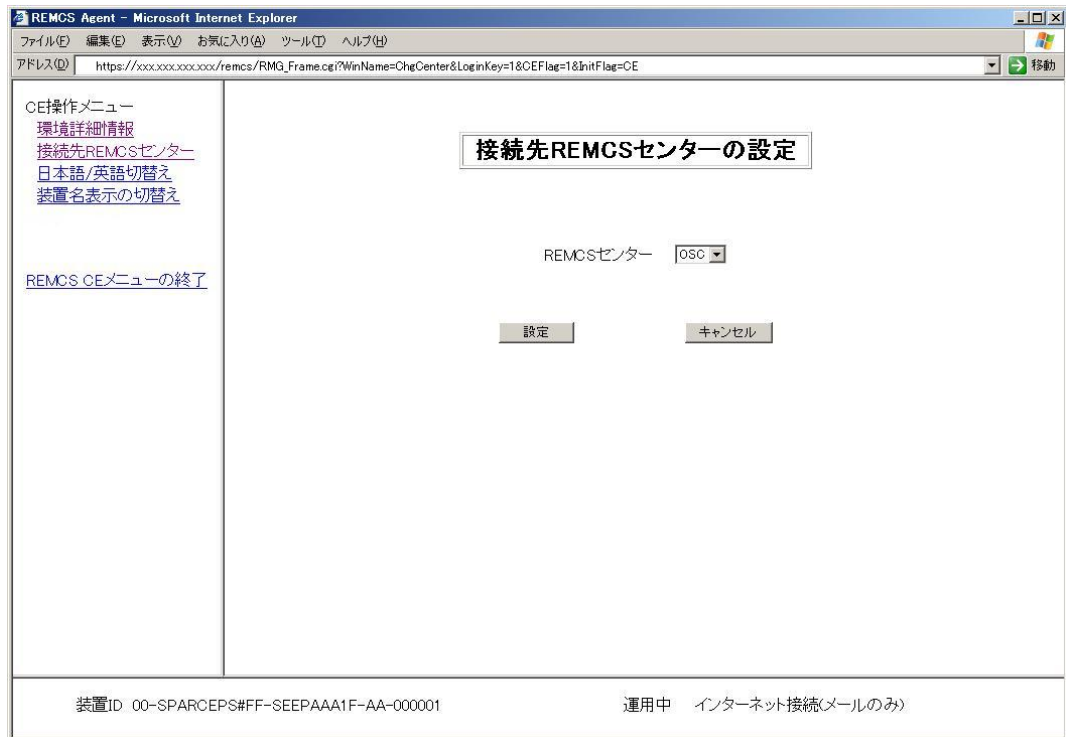 REMCS Agent - Microsoft Internet Explorer
ファイル(F) 編集(E) 表示(V) お気に入り(A) ツール(T) ヘルプ(H)
アドレス(D) https://xxx.xxx.xxx.xxx/remcs/RMG_Frame.cgi?WinName=ChgCenter&LoginKey=1&CEFlag=1&InitFlag=CE 移動
CE操作メニュー
環境詳細情報
接続先REMCSセンター
日本語/英語切替え
装置名表示の切替え
REMCS CEメニューの終了
接続先REMCSセンターの設定
REMCSセンター OSC
設定 キャンセル
装置ID 00-SPARCEPS#FF-SEEPAAA1F-AA-000001 運用中 インターネット接続(メールのみ)